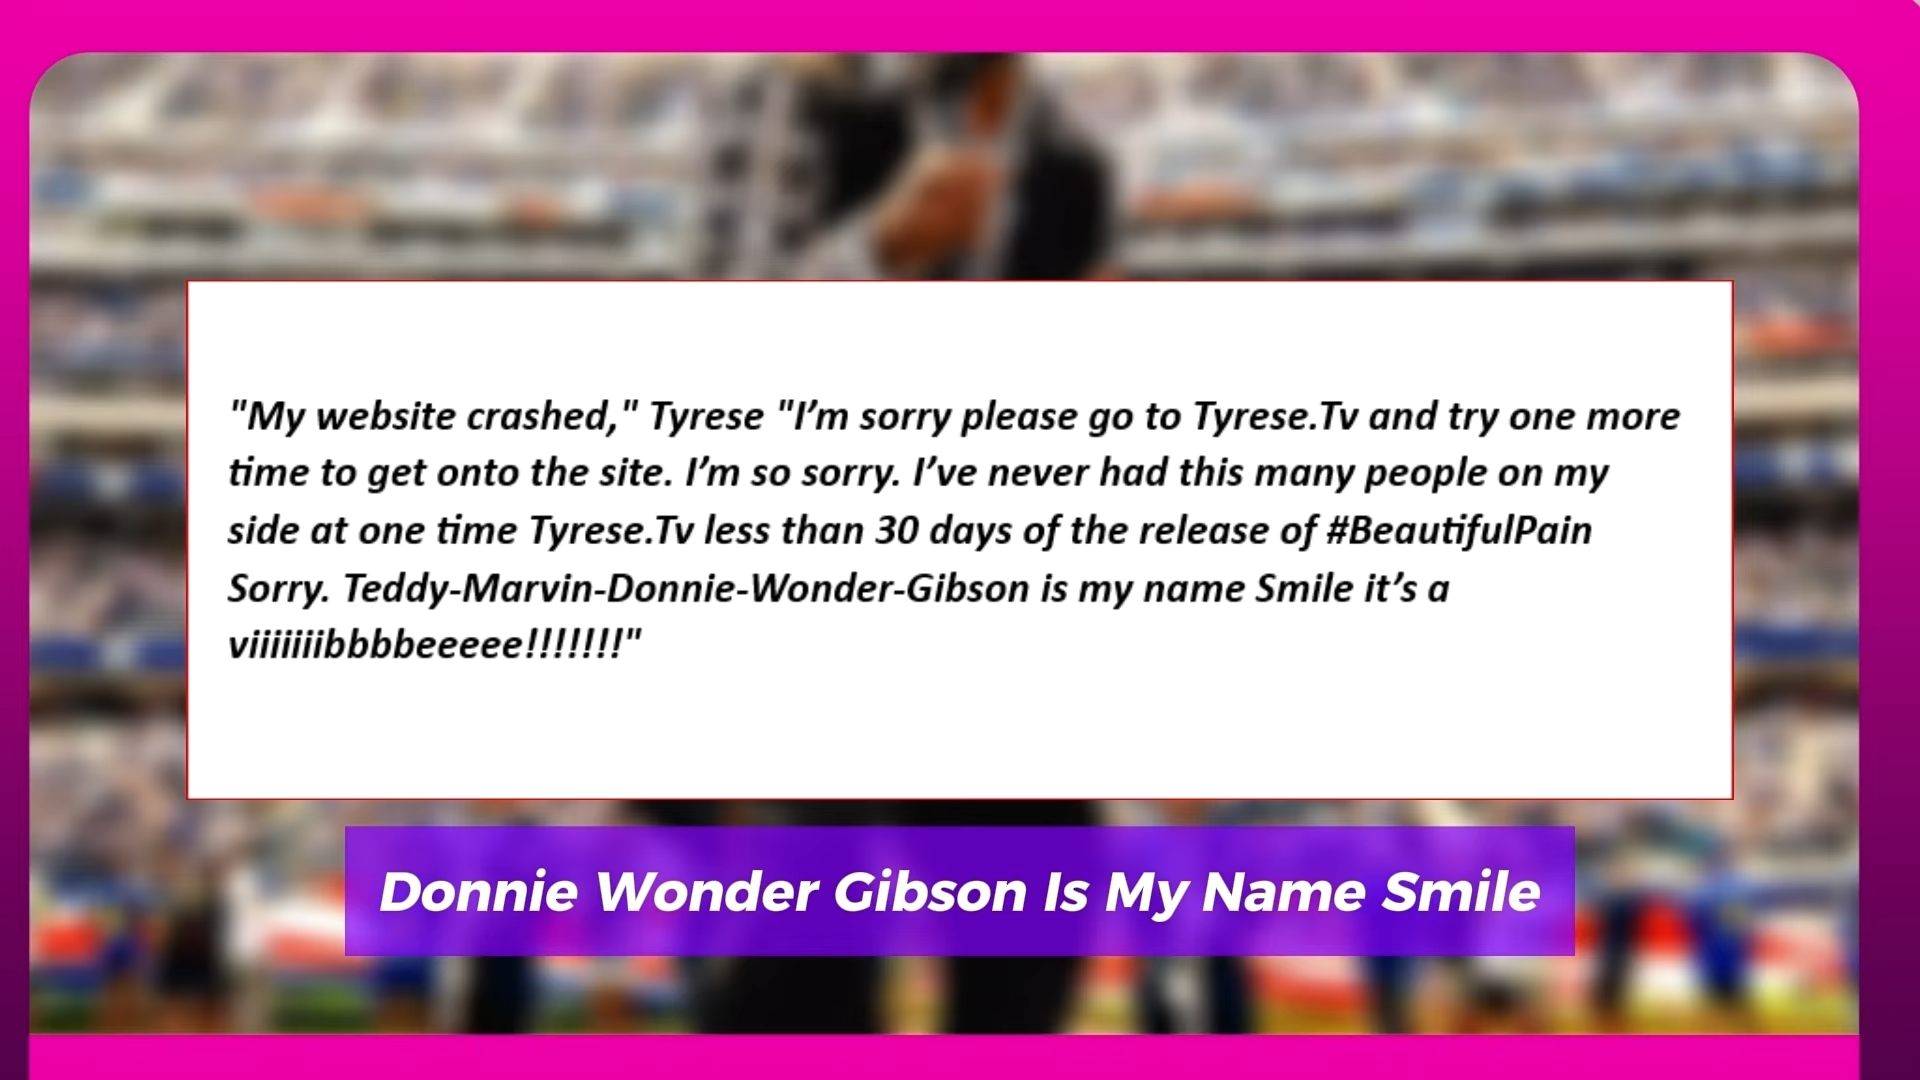 "My website crashed," Tyrese "I’m sorry please go to Tyrese.Tv and try one more
time to get onto the site. I’m so sorry. I’ve never had this many people on my
side at one time Tyrese.Tv less than 30 days of the release of #BeautifulPain
Sorry. Teddy-Marvin-Donnie-Wonder-Gibson is my name Smile it’s a
viiiiiiibbbbeeeee!!!!!!!"
Donnie Wonder Gibson Is My Name Smile